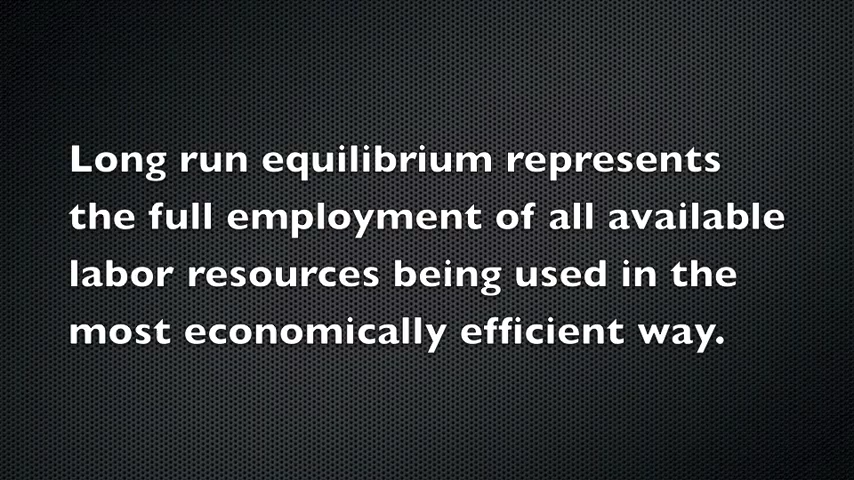 Long run equilibrium represents
the full employment of all available
labor resources being used in the
most economically efficient way.